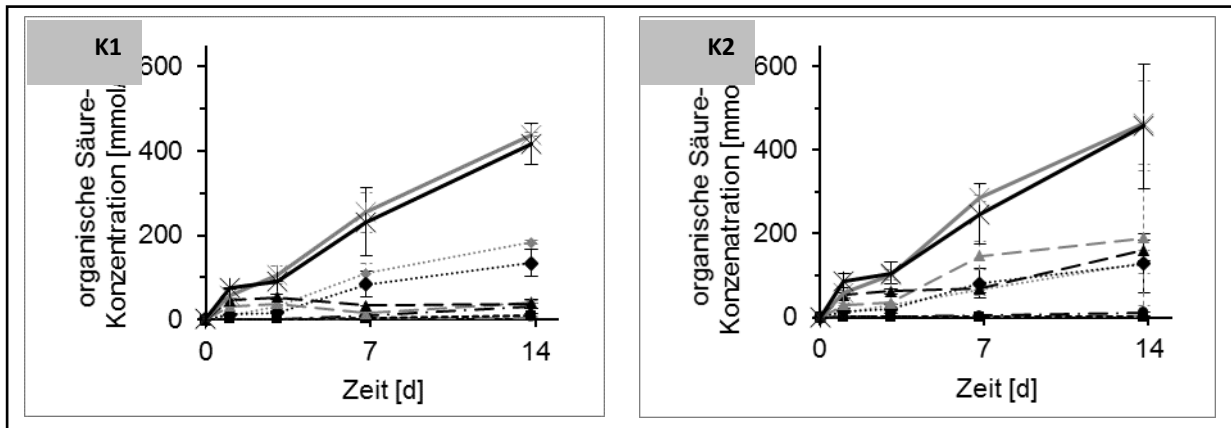 K1
600
400
200
0
organische Säure-
Konzentration [mmol/
0
7
14
Zeit [d]
K2
600
400
200
0
organische Säure-
Konzenatration [mmo
0
7
14
Zeit [d]